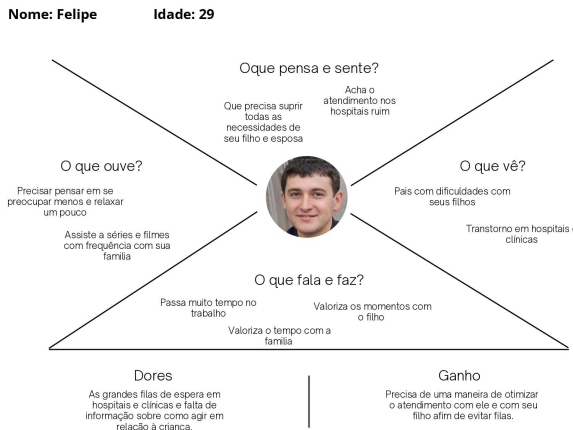 Nome: Felipe
Idade: 29
Oque pensa e sente?
Que precisa suprir
todas as
necessidades de
seu filho e esposa
Acha o
atendimento nos
hospitais ruim
O que ouve?
Precisar pensar em se
preocupar menos e relaxar
um pouco
Assiste a séries e filmes
com frequência com sua
familia
O que vê?
Pais com dificuldades com
seus filhos
Transtorno em hospitais e
clínicas
O que fala e faz?
Passa muito tempo no
trabalho
Valoriza os momentos com
o filho
Valoriza o tempo com a
família
Dores
As grandes filas de espera em
hospitais e clínicas e falta de
informação sobre como agir em
relação à criança.
Ganho
Precisa de uma maneira de otimizar
o atendimento com ele e com seu
filho afim de evitar filas.